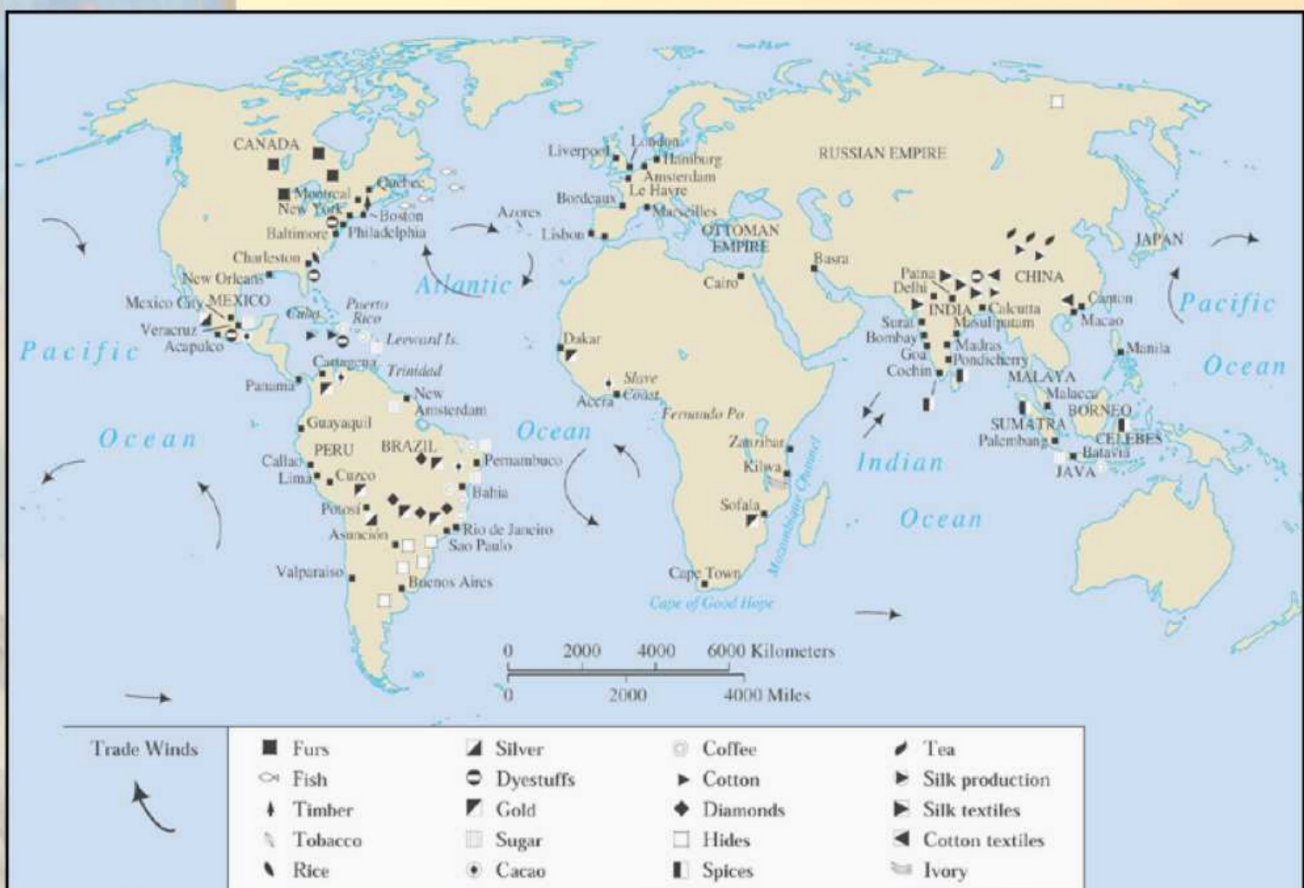 CANADA
RUSSIAN EMPIRE
London
Liverpool
Hamburg
Amsterdam
Le Havre
Quebec
Montreal
New York
Boston
Baltimore
Philadelphia
Bordeaux
Marseilles
Azores
Lisbon
OTTOMAN
EMPIRE
JAPAN
Charleston
New Orleans
Atlantic
Cairo
Basra
Patna
Delhi
CHINA
INDIA
Calcutta
Canton
Macao
Pacific
Mexico City
MEXICO
Cuba
Puerto
Rico
Veracruz
Acapulco
Leeward Is.
Surat
Masulipatam
Bombay
Madras
Goa
Pondicherry
Cochin
Manila
Pacific
Dakar
Cartagena
Trinidad
Panama
New
Amsterdam
Slave
Coast
Accra
Fernando Po
MALAYA
Malacca
Ocean
BORNEO
SUMATRA
CELEBES
Palembang
Batavia
JAVA
Guayaquil
Ocean
Ocean
PERU
BRAZIL
Pernambuco
Callao
Lima
Cuzco
Bahia
Zanzibar
Kilwa
Indian
Ocean
Potosí
Sofala
Mozambique Channel
Asunción
Rio de Janeiro
Sao Paulo
Valparaiso
Buenos Aires
Cape Town
Cape of Good Hope
0 2000 4000 6000 Kilometers
0 2000 4000 Miles
Trade Winds
Furs
Fish
Timber
Tobacco
Rice
Silver
Dyestuffs
Gold
Sugar
Cacao
Coffee
Cotton
Diamonds
Hides
Spices
Tea
Silk production
Silk textiles
Cotton textiles
Ivory